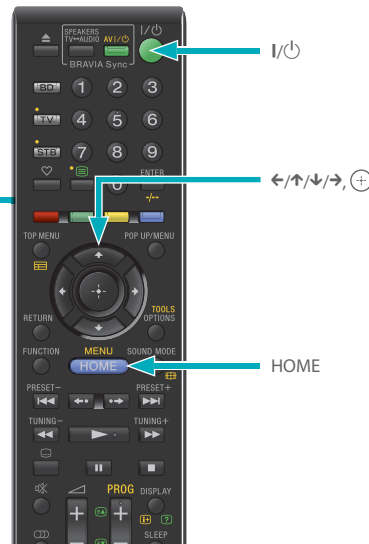 SPEAKERS
TV↔AUDIO AV I/⏻ I/⏻
BRAVIA Sync
BD 1 2 3
TV 4 5 6
STB 7 8 9
0 ENTER
-/--
TOP MENU POP UP/MENU
RETURN TOOLS
OPTIONS
FUNCTION MENU SOUND MODE
HOME
PRESET− PRESET+
TUNING− TUNING+
PROG DISPLAY
+ + i+ ?
SLEEP
I/⏻
←/↑/↓/→, ⊕
HOME